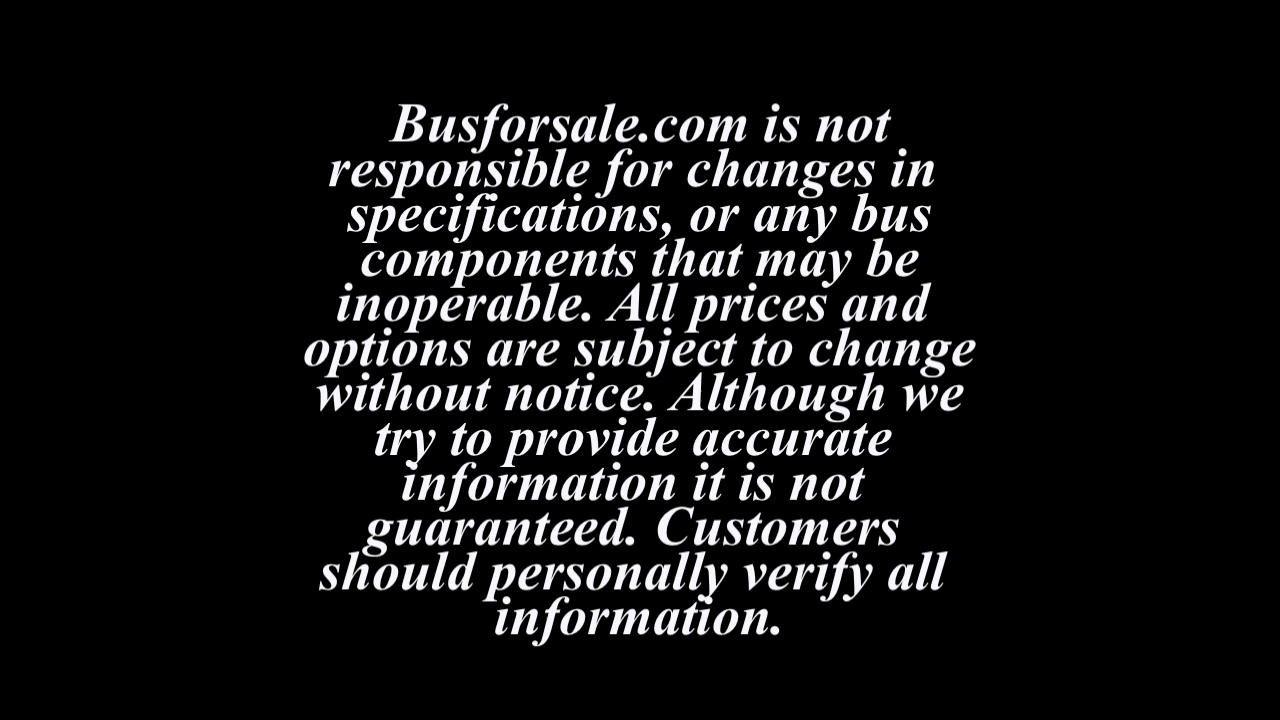 Busforsale.com is not
responsible for changes in
specifications, or any bus
components that may be
inoperable. All prices and
options are subject to change
without notice. Although we
try to provide accurate
information it is not
guaranteed. Customers
should personally verify all
information.